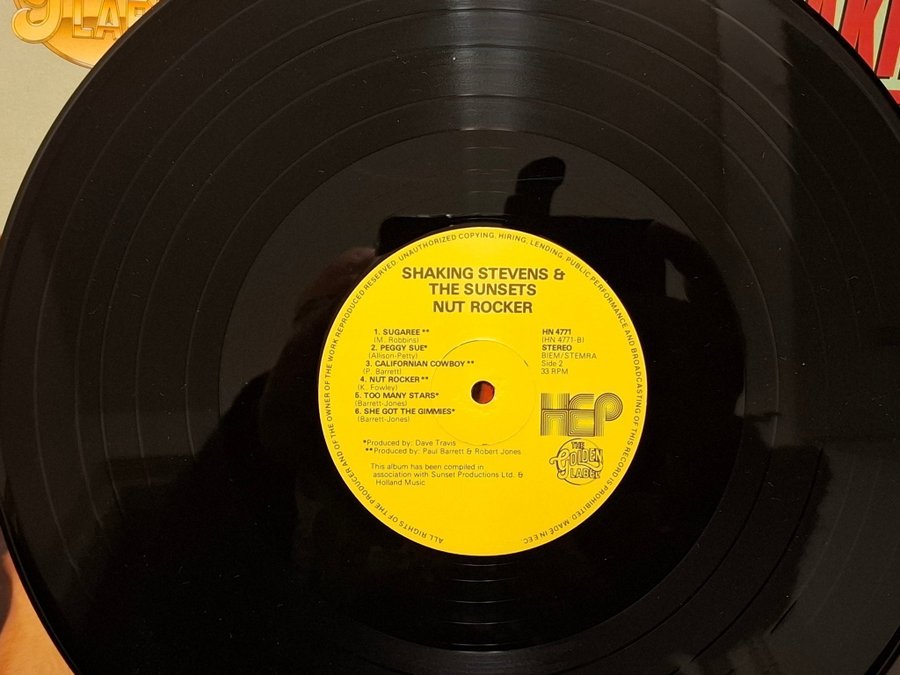 LABEL
SHAKING STEVENS &
THE SUNSETS
NUT ROCKER
1. SUGAREE **
(M. Robbins)
2. PEGGY SUE*
(Allison-Petty)
3. CALIFORNIAN COWBOY **
(P. Barrett)
4. NUT ROCKER **
(K. Fowley)
5. TOO MANY STARS*
(Barrett-Jones)
6. SHE GOT THE GIMMIES*
(Barrett-Jones)
HN 4771
(HN 4771-B)
STEREO
BIEM/STEMRA
Side 2
33 RPM
*Produced by: Dave Travis
**Produced by: Paul Barrett & Robert Jones
This album has been compiled in
association with Sunset Productions Ltd. &
Holland Music
THE
GOLDEN
LABEL
ALL RIGHTS OF THE PRODUCER AND OF THE OWNER OF THE WORK REPRODUCED RESERVED. UNAUTHORIZED COPYING, HIRING, LENDING, PUBLIC PERFORMANCE AND BROADCASTING OF THIS RECORD IS PROHIBITED. MADE IN EEC.